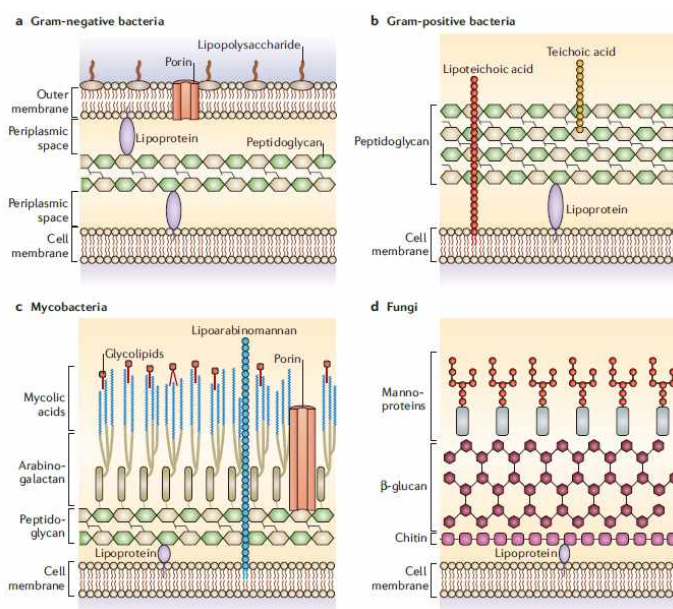 a Gram-negative bacteria
Lipopolysaccharide
Porin
Outer
membrane
Periplasmic
space
Lipoprotein
Peptidoglycan
Periplasmic
space
Cell
membrane
b Gram-positive bacteria
Teichoic acid
Lipoteichoic acid
Peptidoglycan
Lipoprotein
Cell
membrane
c Mycobacteria
Lipoarabinomannan
Glycolipids
Porin
Mycolic
acids
Arabino-
galactan
Peptido-
glycan
Lipoprotein
Cell
membrane
d Fungi
Manno-
proteins
β-glucan
Chitin
Lipoprotein
Cell
membrane